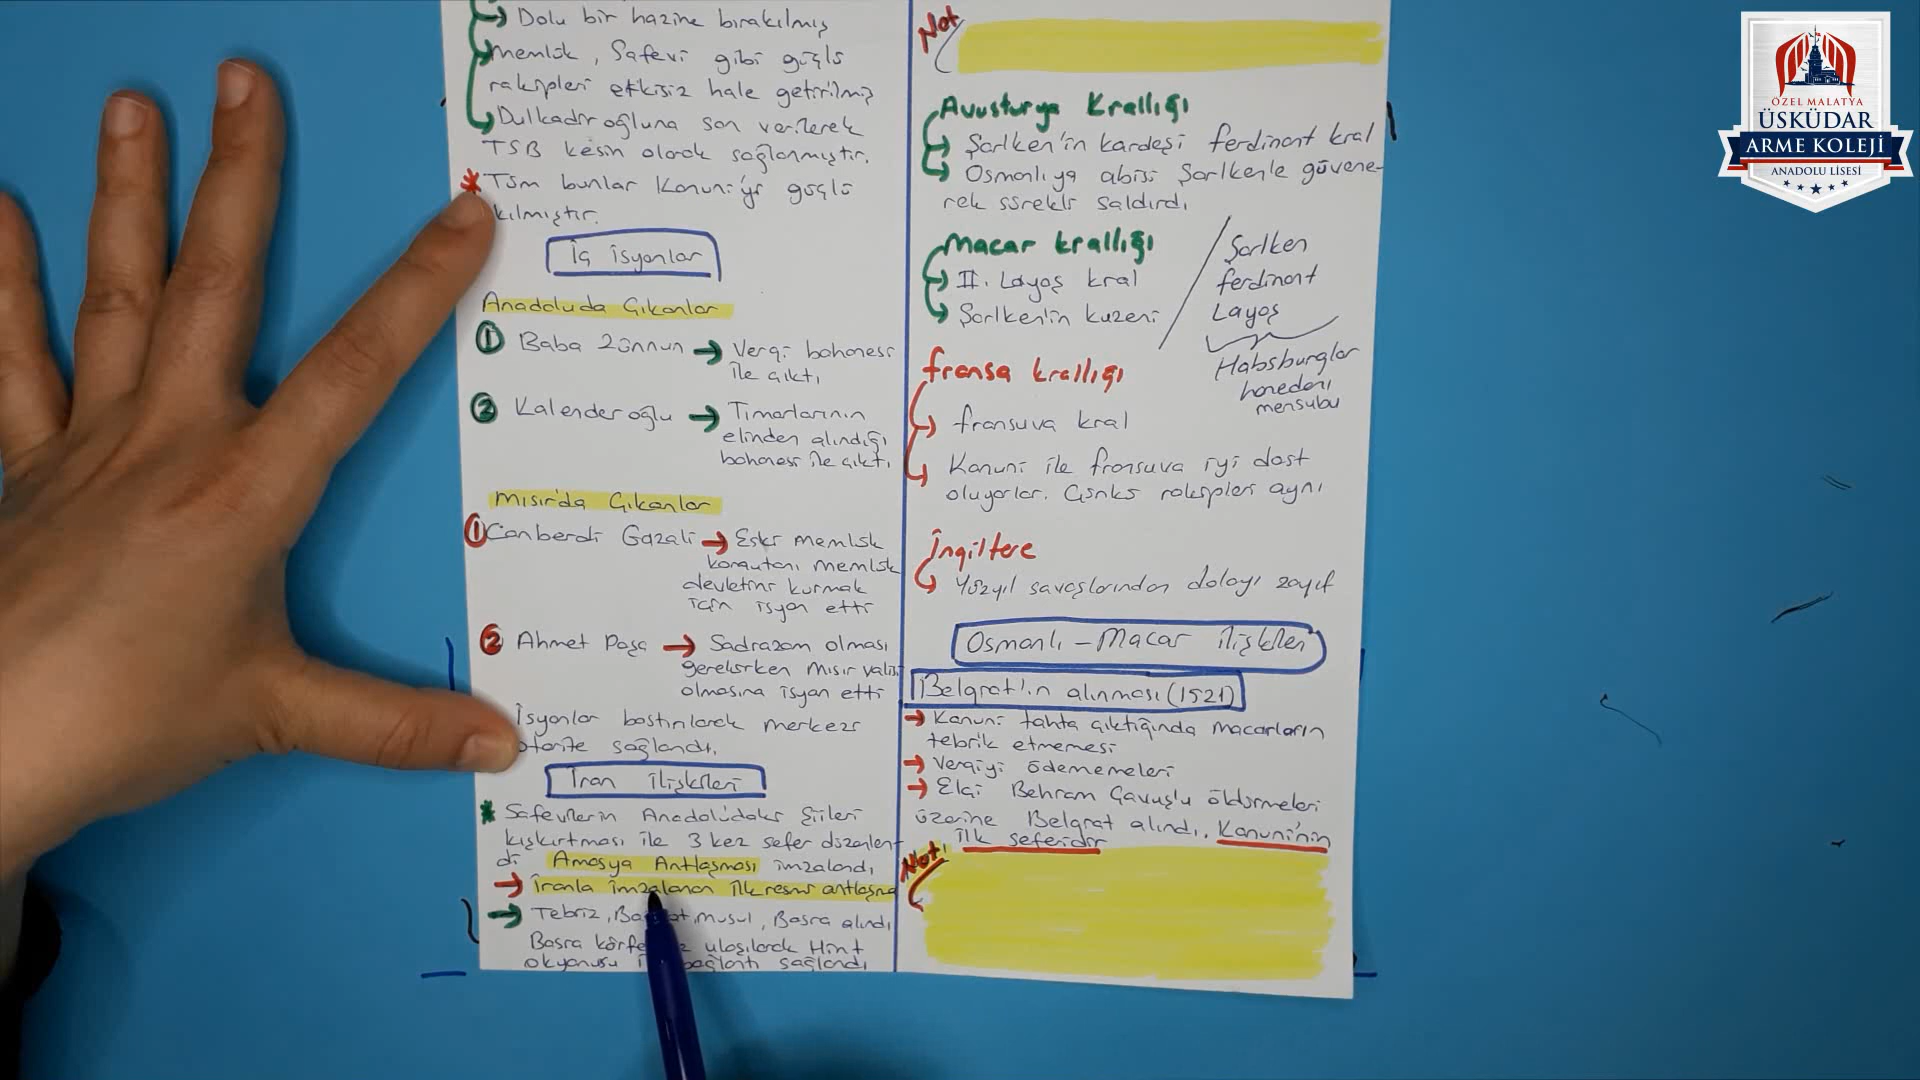 Dolu bir hazine bırakılmış
Memlük, Safevi gibi güçlü
rakipleri etkisiz hale getirilmiş
Dulkadiroğluna son verilerek
TSB kesin olarak sağlanmıştır.
* Tüm bunlar Kanuni'yi güçlü
kılmıştır.
İç isyanlar
Anadoluda Çıkanlar
1 Baba Zünnun → Vergi bahanesi
ile çıktı
2 Kalenderoğlu → Tımarlarının
elinden alındığı
bahanesi ile çıktı
Mısır'da Çıkanlar
1 Canberdi Gazali → Eski Memlük
komutanı Memlük
devletini kurmak
için isyan etti
2 Ahmet Paşa → Sadrazam olması
gerekirken Mısır valisi
olmasına isyan etti
İsyanlar bastırılarak merkezi
otorite sağlandı.
İran ilişkileri
* Safevilerin Anadolu'daki Şiileri
kışkırtması ile 3 kez sefer düzenlen-
di Amasya Antlaşması imzalandı
→ İranla imzalanan ilk resmi antlaşma
→ Tebriz, Musul, Basra alındı
Basra ulaşılarak Hint
okyanusu bağlantı sağlandı
Not
Avusturya Krallığı
Şarlken'in kardeşi ferdinant kral
Osmanlıya abisi Şarlkenle güvene-
rek sürekli saldırdı
Macar krallığı
II. Layoş kral
Şarlken'in kuzeni
Şarlken
ferdinant
Layoş
Habsburglar
hanedanı
mensubu
fransa krallığı
fransuva kral
Kanuni ile fransuva iyi dost
oluyorlar. Çünkü rakipleri aynı
İngiltere
Yüzyıl savaşlarından dolayı zayıf
Osmanlı - Macar ilişkileri
Belgrat'ın alınması (1521)
→ Kanuni tahta çıktığında macarların
tebrik etmemesi
→ Vergiyi ödememeleri
→ Elçi Behram Çavuş'u öldürmeleri
üzerine Belgrat alındı. Kanuni'nin
ilk seferidir
Not.
ÖZEL MALATYA
ÜSKÜDAR
ARME KOLEJİ
ANADOLU LİSESİ